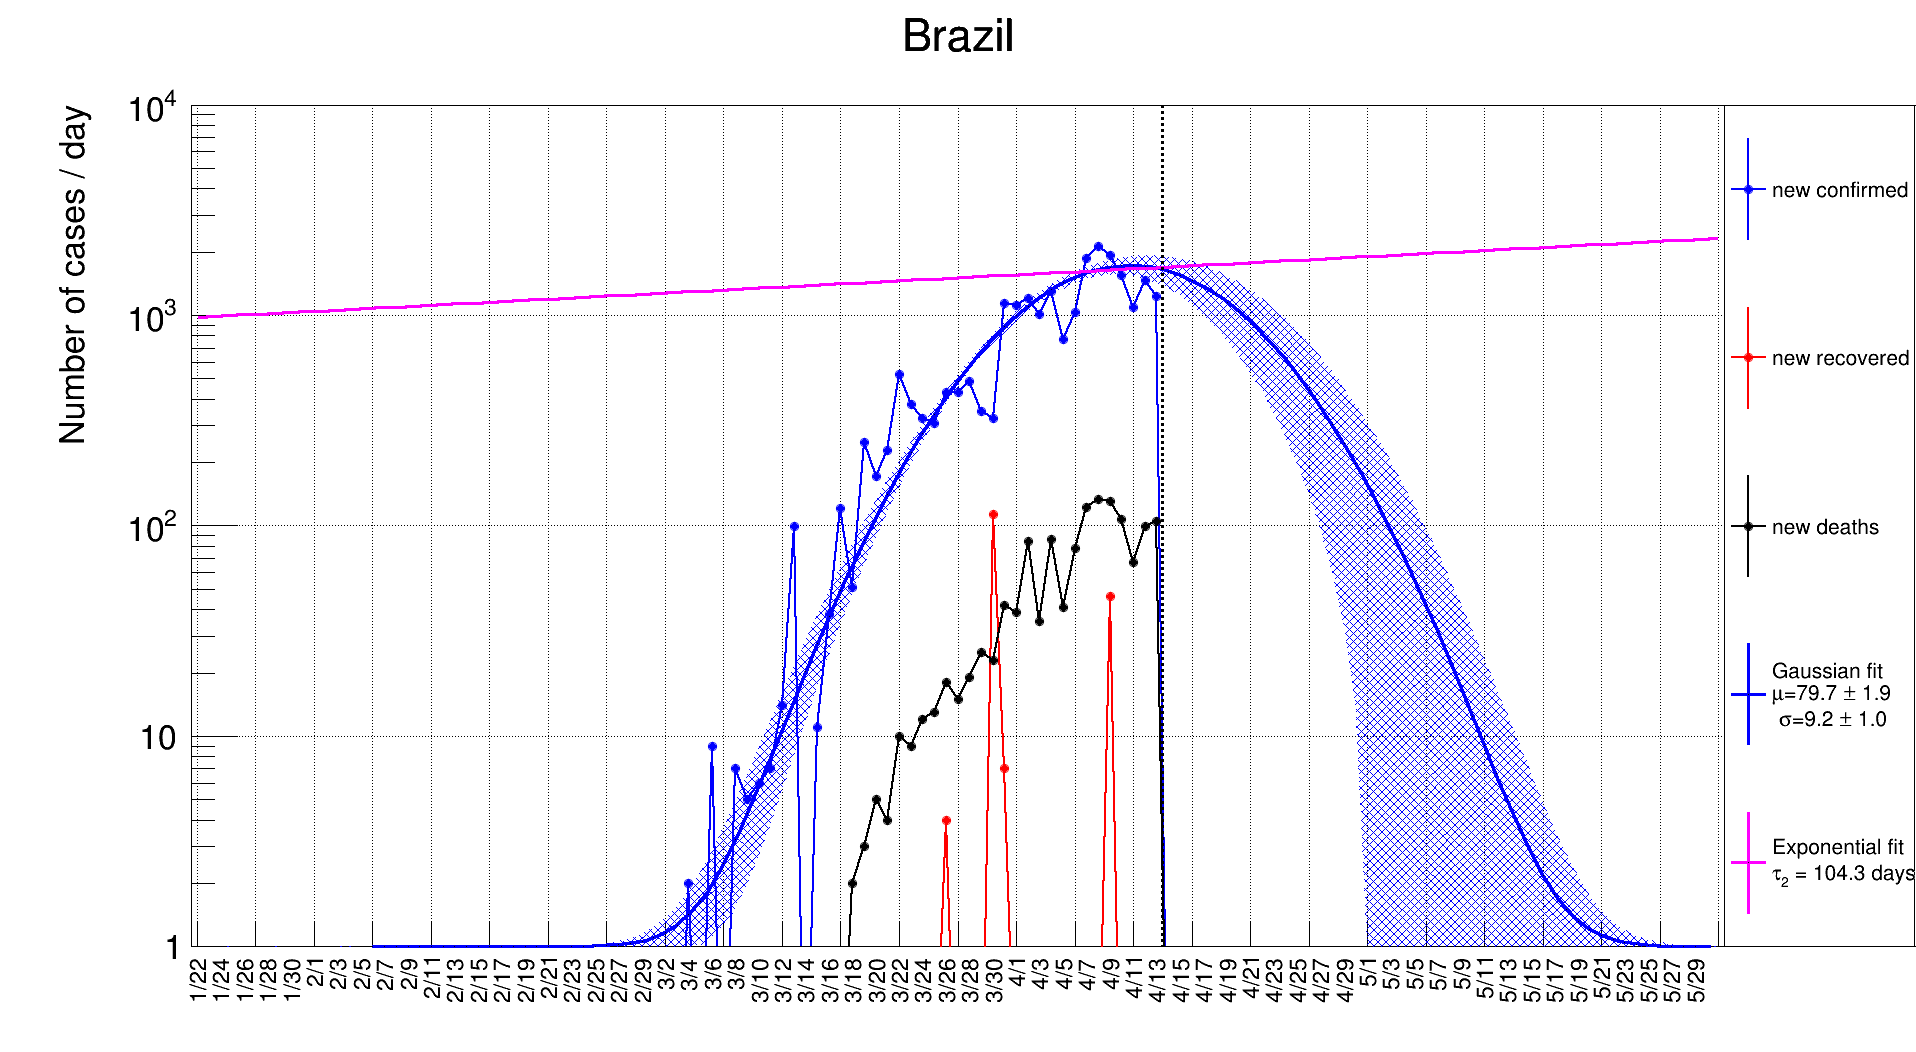 Brazil
Number of cases / day
10⁴
10³
10²
10
1
1/22 1/24 1/26 1/28 1/30 2/1 2/3 2/5 2/7 2/9 2/11 2/13 2/15 2/17 2/19 2/21 2/23 2/25 2/27 2/29 3/2 3/4 3/6 3/8 3/10 3/12 3/14 3/16 3/18 3/20 3/22 3/24 3/26 3/28 3/30 4/1 4/3 4/5 4/7 4/9 4/11 4/13 4/15 4/17 4/19 4/21 4/23 4/25 4/27 4/29 5/1 5/3 5/5 5/7 5/9 5/11 5/13 5/15 5/17 5/19 5/21 5/23 5/25 5/27 5/29
new confirmed
new recovered
new deaths
Gaussian fit
μ=79.7 ± 1.9
σ=9.2 ± 1.0
Exponential fit
τ₂ = 104.3 days